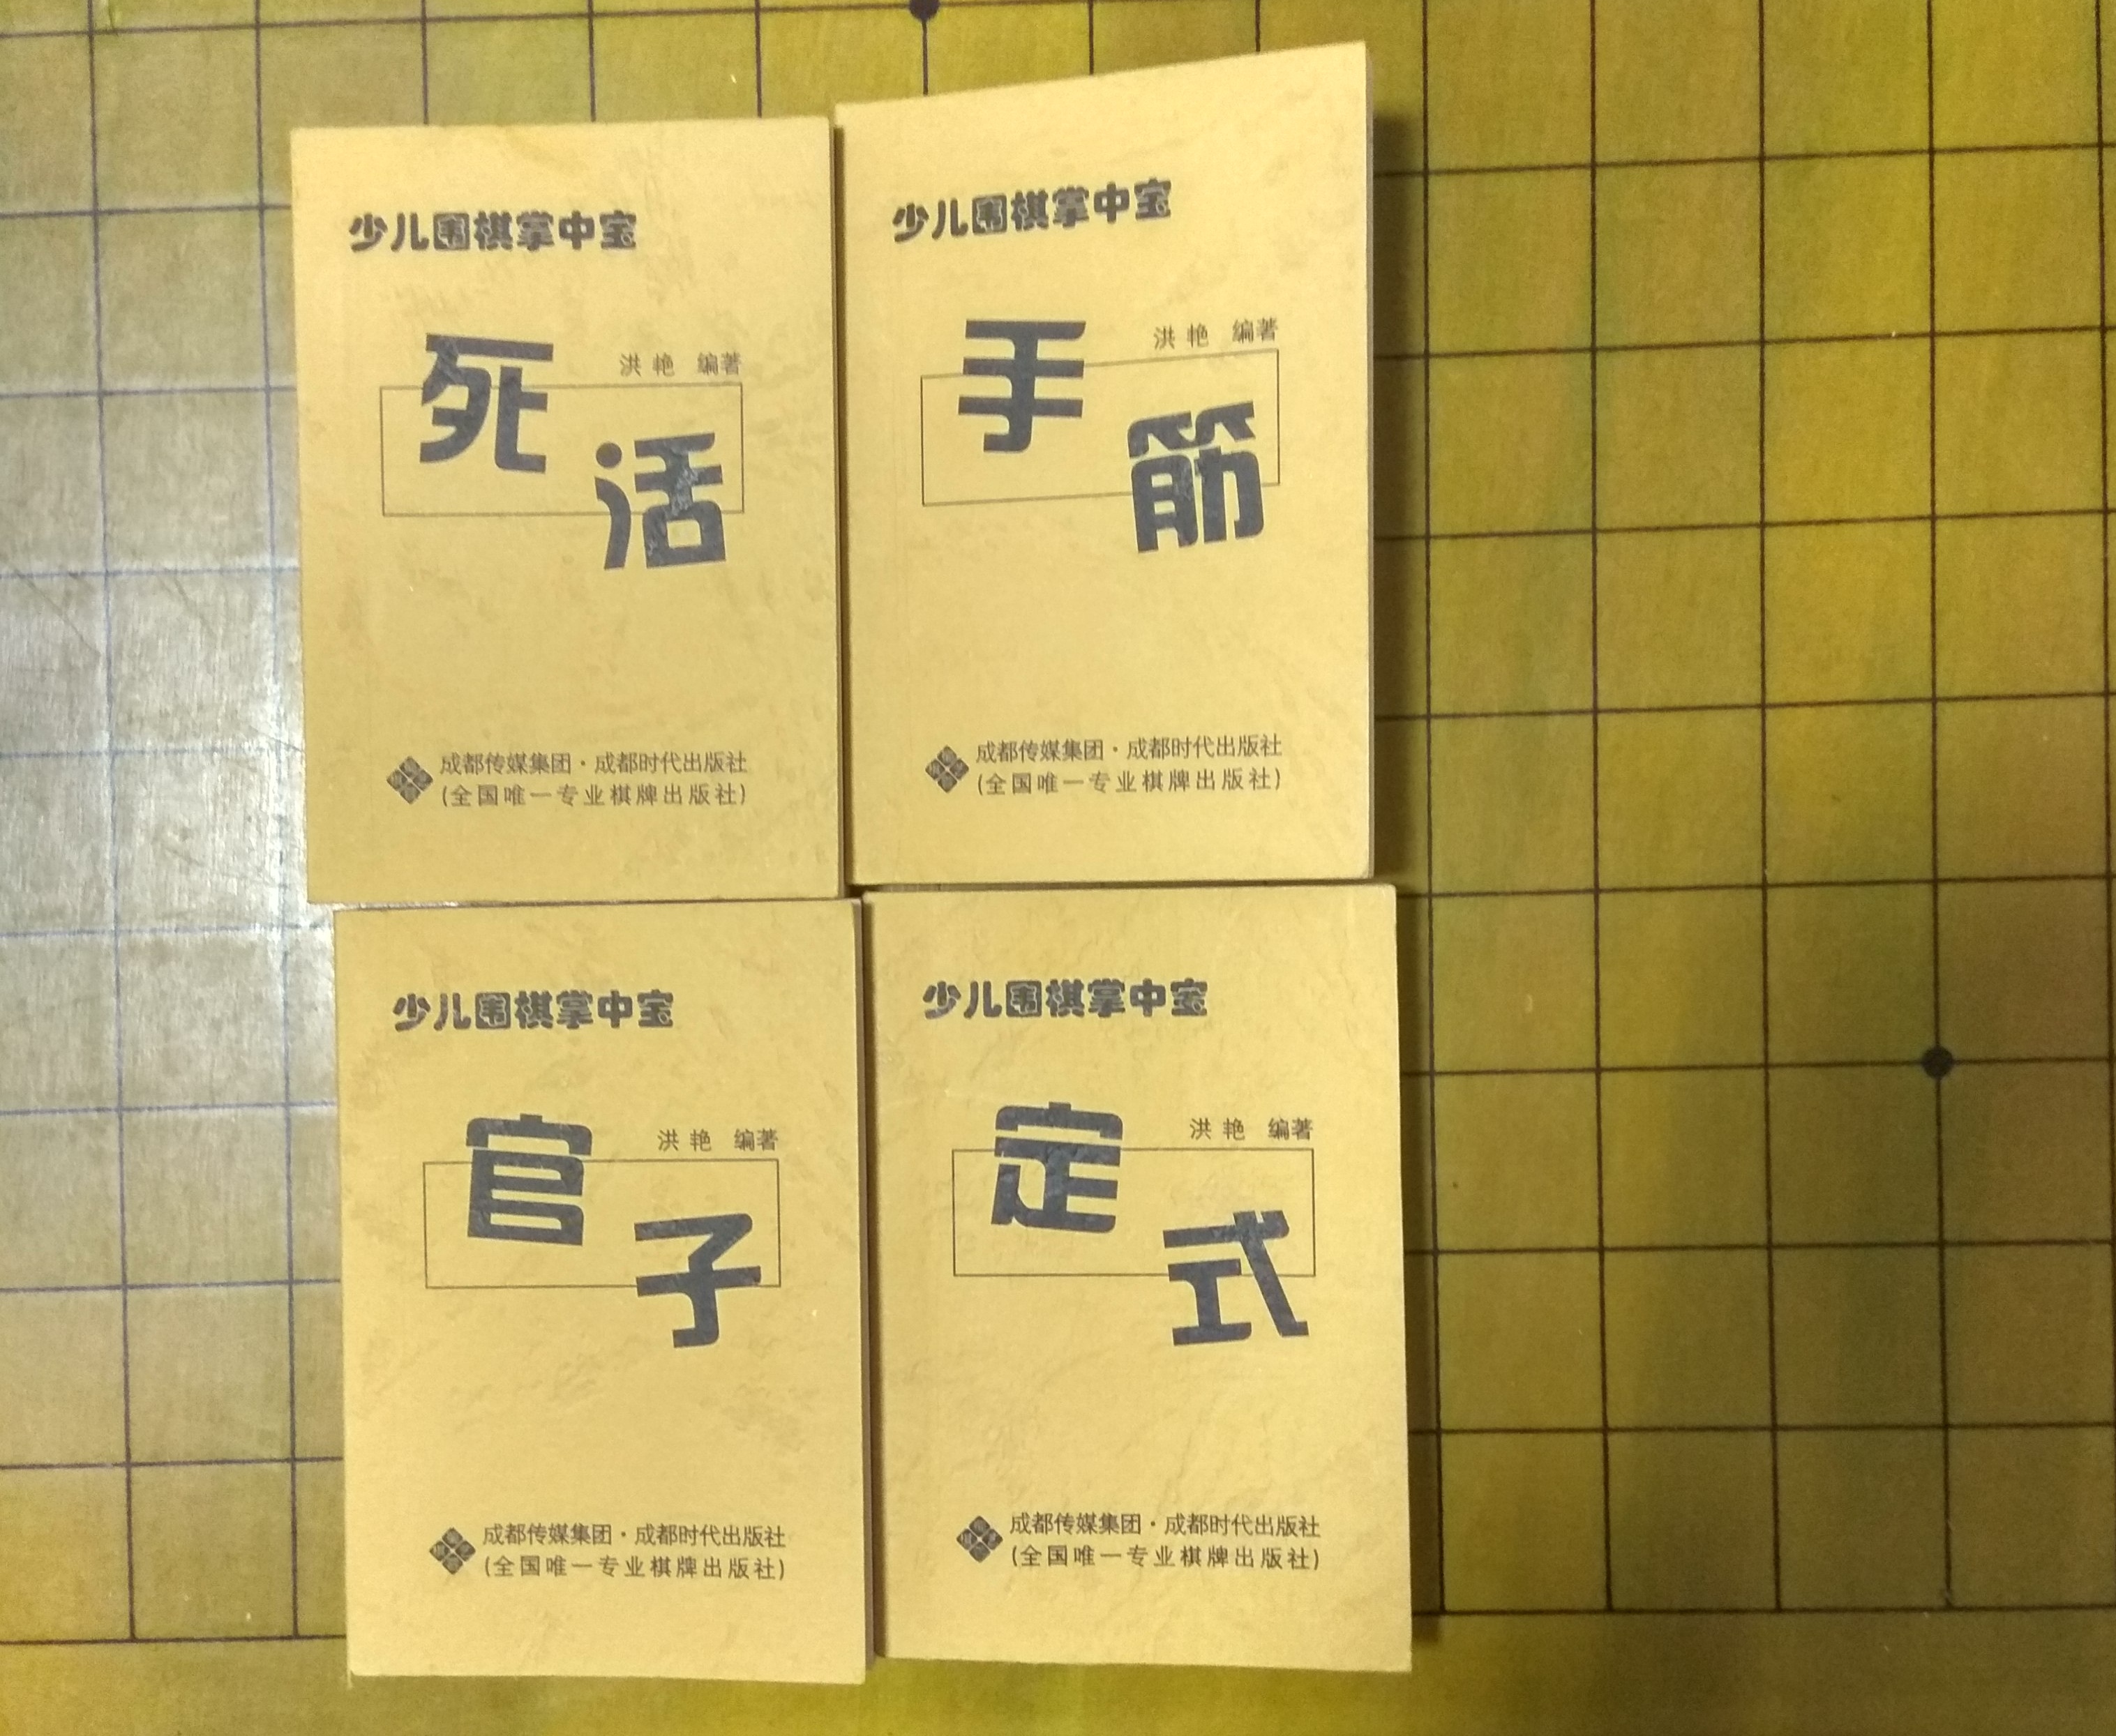 少儿围棋掌中宝
洪艳 编著
死活
成都传媒集团·成都时代出版社
(全国唯一专业棋牌出版社)
少儿围棋掌中宝
洪艳 编著
手筋
成都传媒集团·成都时代出版社
(全国唯一专业棋牌出版社)
少儿围棋掌中宝
洪艳 编著
官子
成都传媒集团·成都时代出版社
(全国唯一专业棋牌出版社)
少儿围棋掌中宝
洪艳 编著
定式
成都传媒集团·成都时代出版社
(全国唯一专业棋牌出版社)